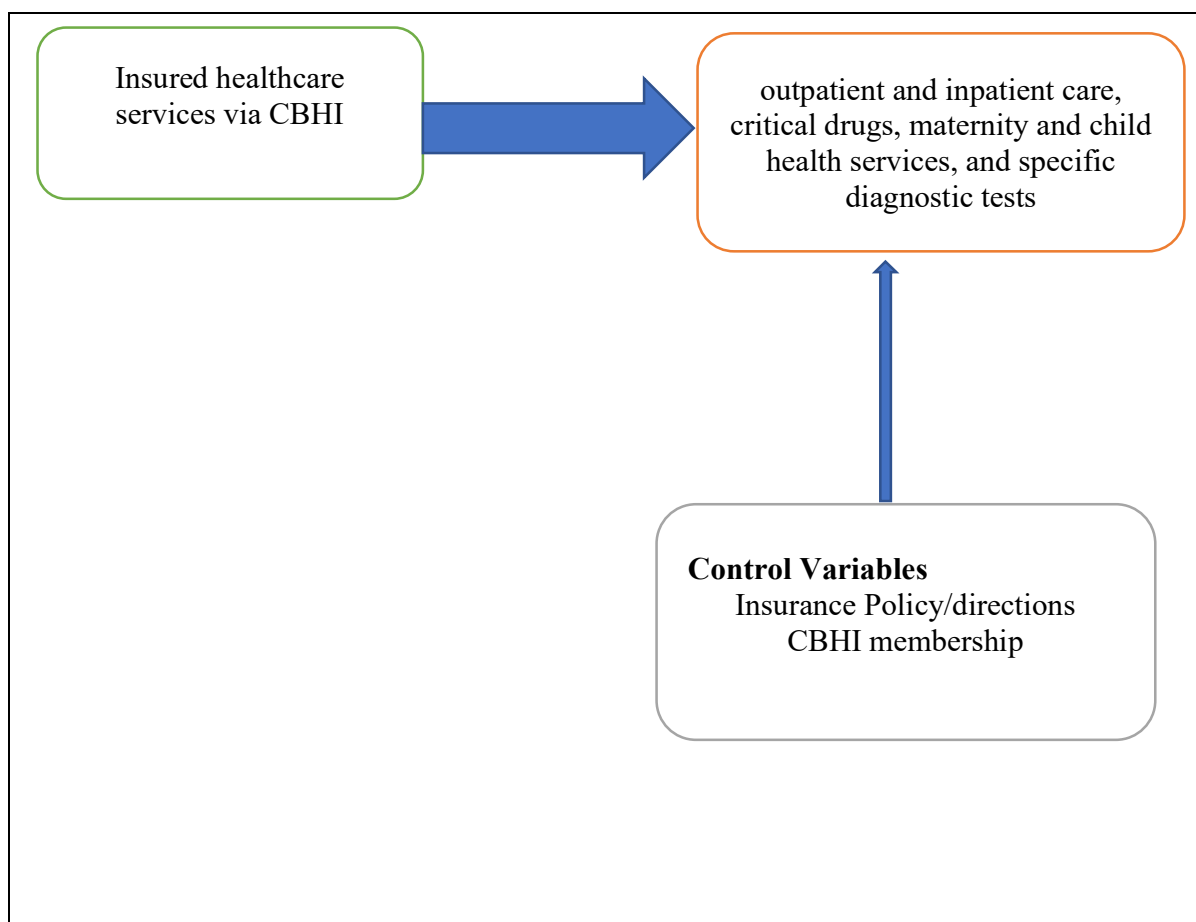 Insured healthcare
services via CBHI
outpatient and inpatient care,
critical drugs, maternity and child
health services, and specific
diagnostic tests
Control Variables
Insurance Policy/directions
CBHI membership